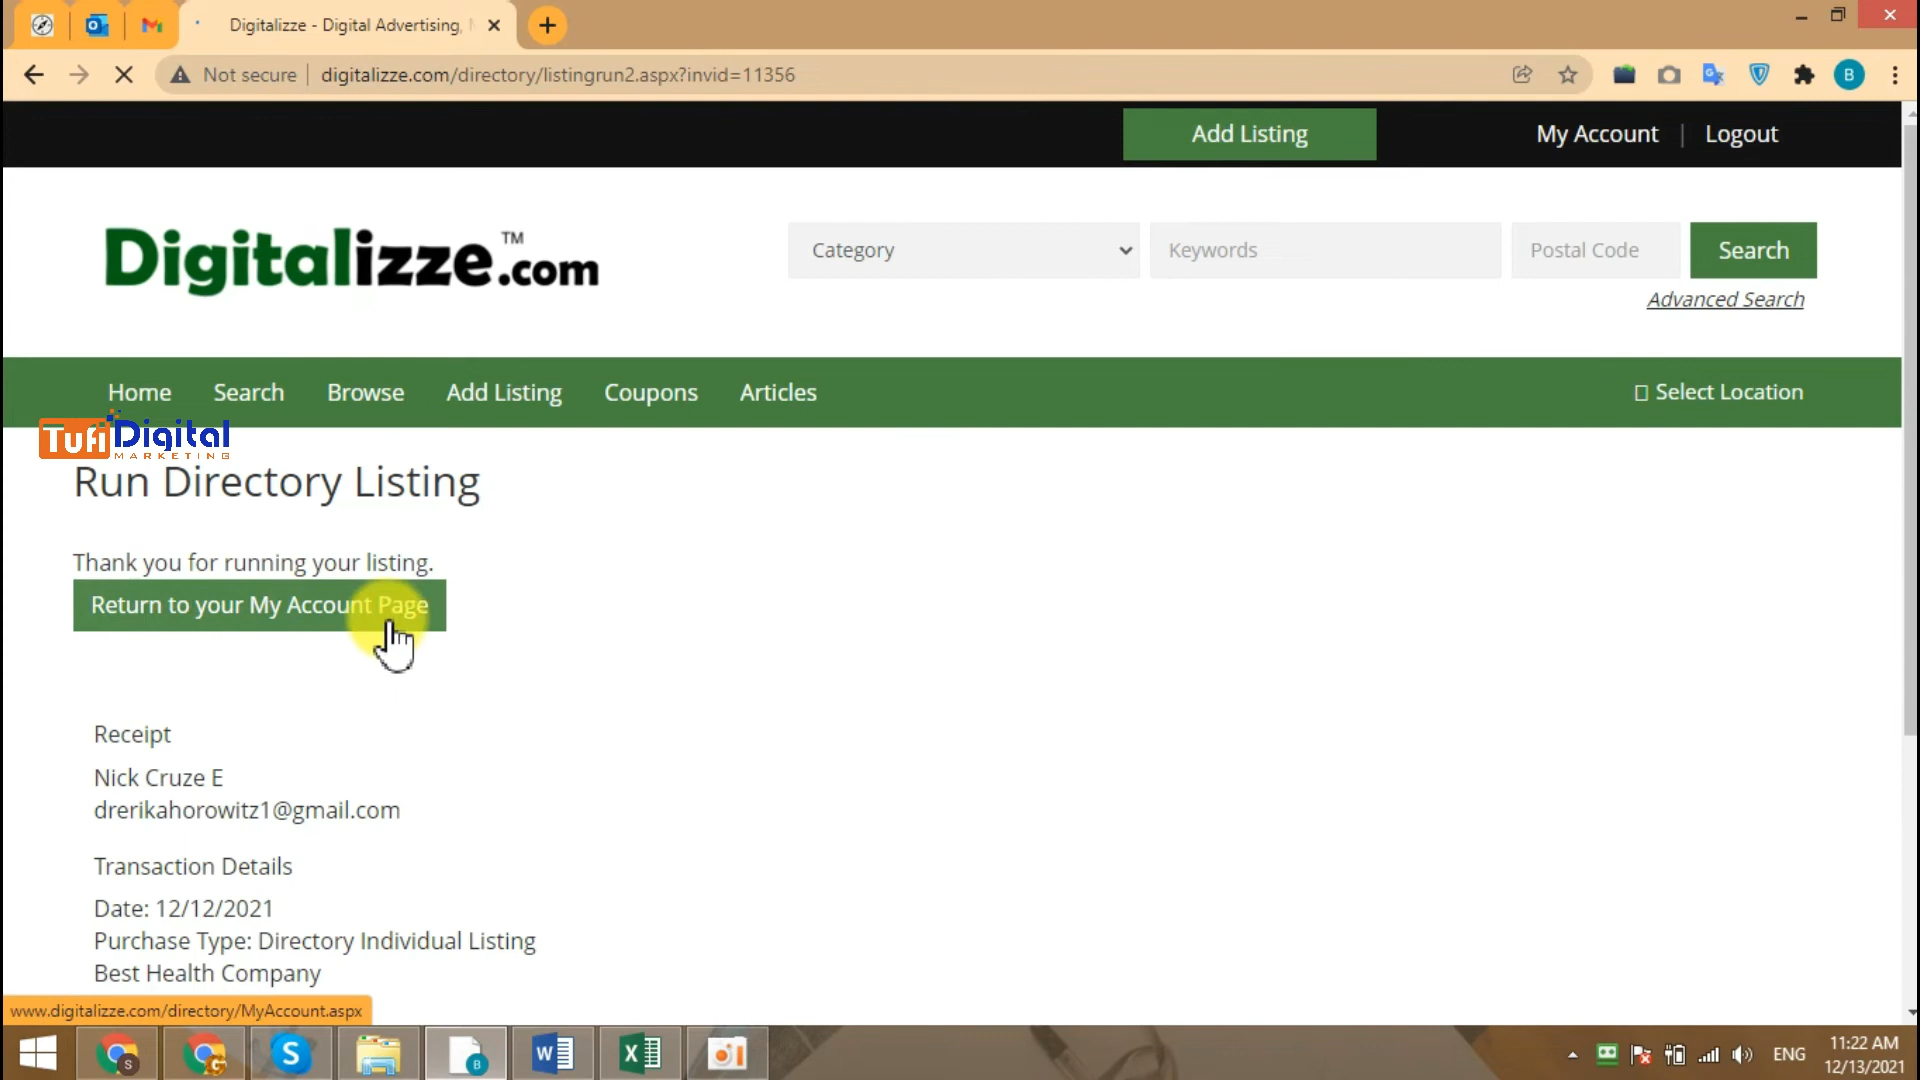 Digitalizze - Digital Advertising,
Not secure
digitalizze.com/directory/listingrun2.aspx?invid=11356
B
Add Listing
My Account | Logout
Digitalizze.com™
Category
Keywords
Postal Code
Search
Advanced Search
Home
Search
Browse
Add Listing
Coupons
Articles
Select Location
Tufi Digital
MARKETING
Run Directory Listing
Thank you for running your listing.
Return to your My Account Page
Receipt
Nick Cruze E
drerikahorowitz1@gmail.com
Transaction Details
Date: 12/12/2021
Purchase Type: Directory Individual Listing
Best Health Company
www.digitalizze.com/directory/MyAccount.aspx
ENG
11:22 AM
12/13/2021